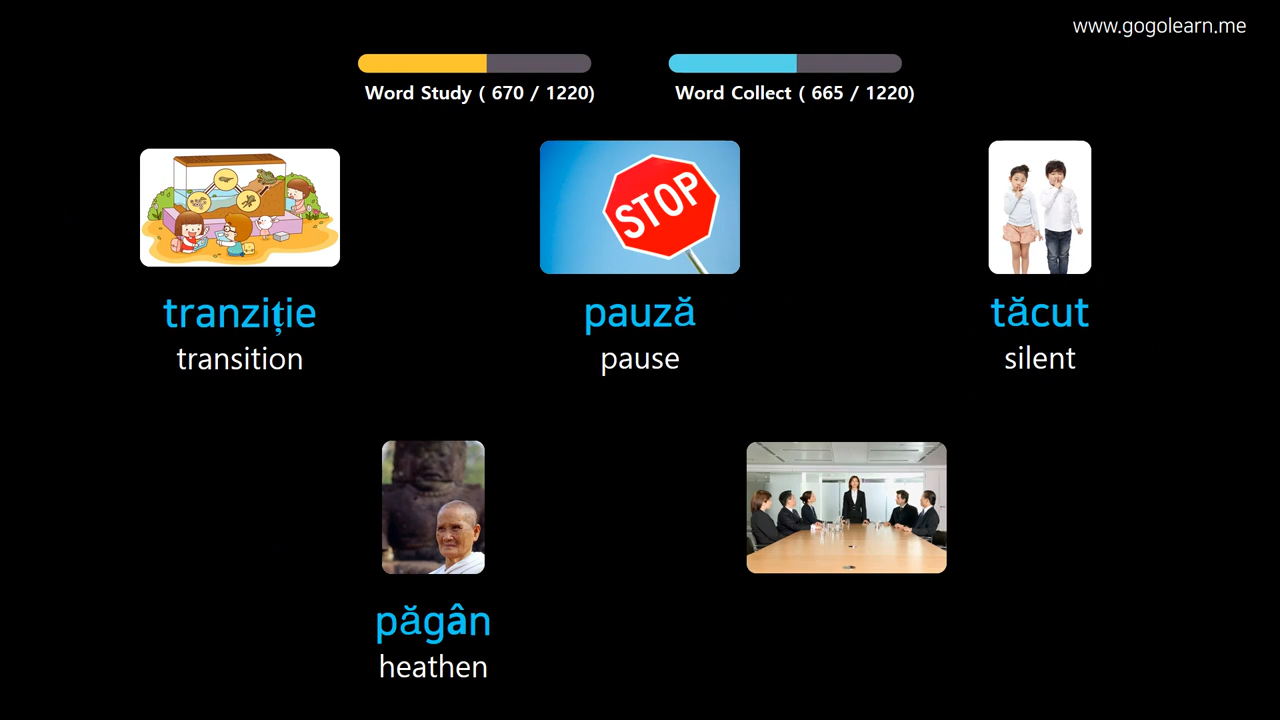 www.gogolearn.me
Word Study ( 670 / 1220)
Word Collect ( 665 / 1220)
STOP
tranziție
transition
pauză
pause
tăcut
silent
păgân
heathen